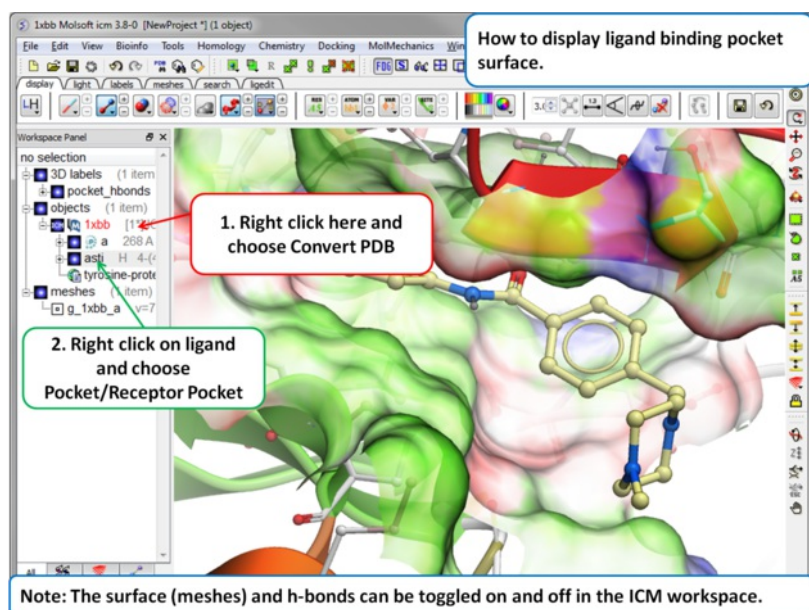 1xbb Molsoft icm 3.8-0 [NewProject *] (1 object)
How to display ligand binding pocket
surface.
File Edit View Bioinfo Tools Homology Chemistry Docking MolMechanics
display light labels meshes search ligedit
Workspace Panel
no selection
3D labels (1 item)
pocket_hbonds
objects (1 item)
1xbb
1. Right click here and
choose Convert PDB
a 268 A
asti H
meshes (1 item)
g_1xbb_a v=7
2. Right click on ligand
and choose
Pocket/Receptor Pocket
All
Note: The surface (meshes) and h-bonds can be toggled on and off in the ICM workspace.